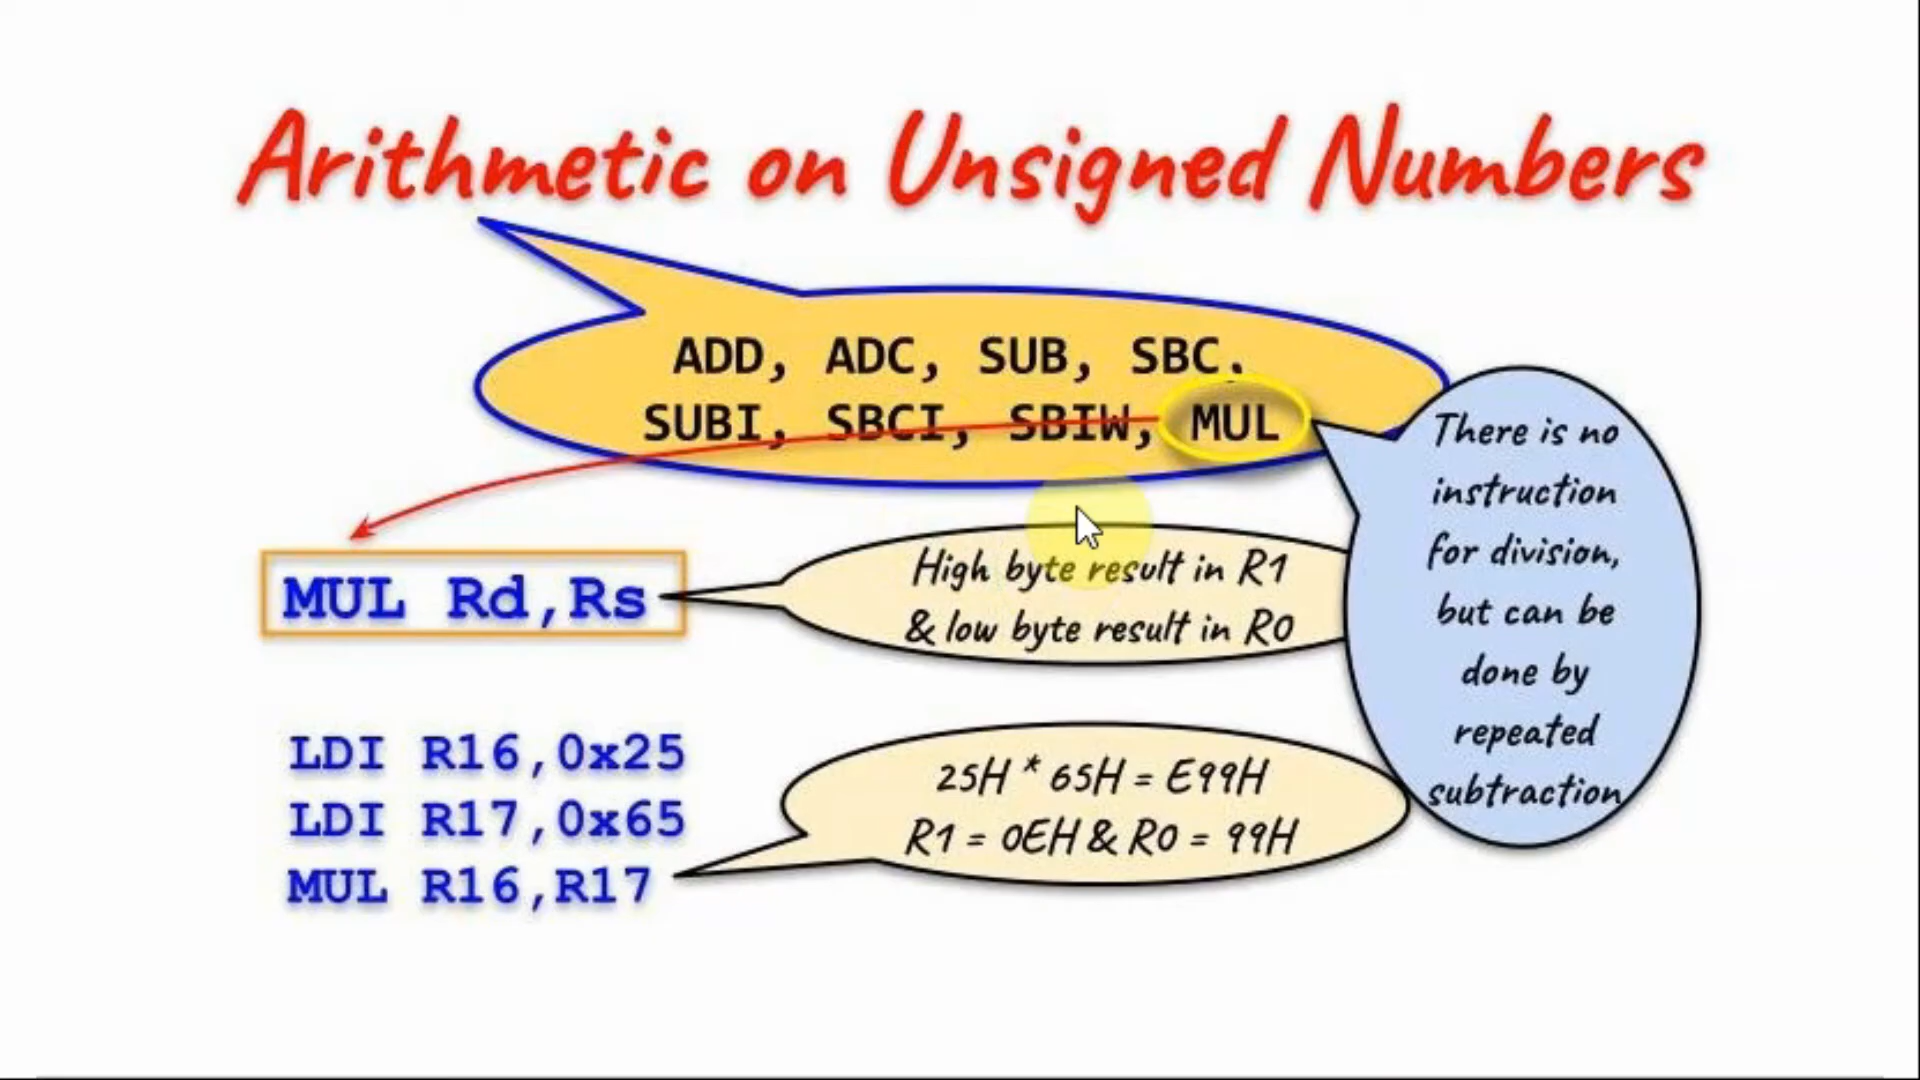 Arithmetic on Unsigned Numbers
ADD, ADC, SUB, SBC,
SUBI, SBCI, SBIW, MUL
There is no
instruction
for division,
but can be
done by
repeated
subtraction
MUL Rd,Rs
High byte result in R1
& low byte result in R0
LDI R16,0x25
LDI R17,0x65
MUL R16,R17
25H * 65H = E99H
R1 = 0EH & R0 = 99H